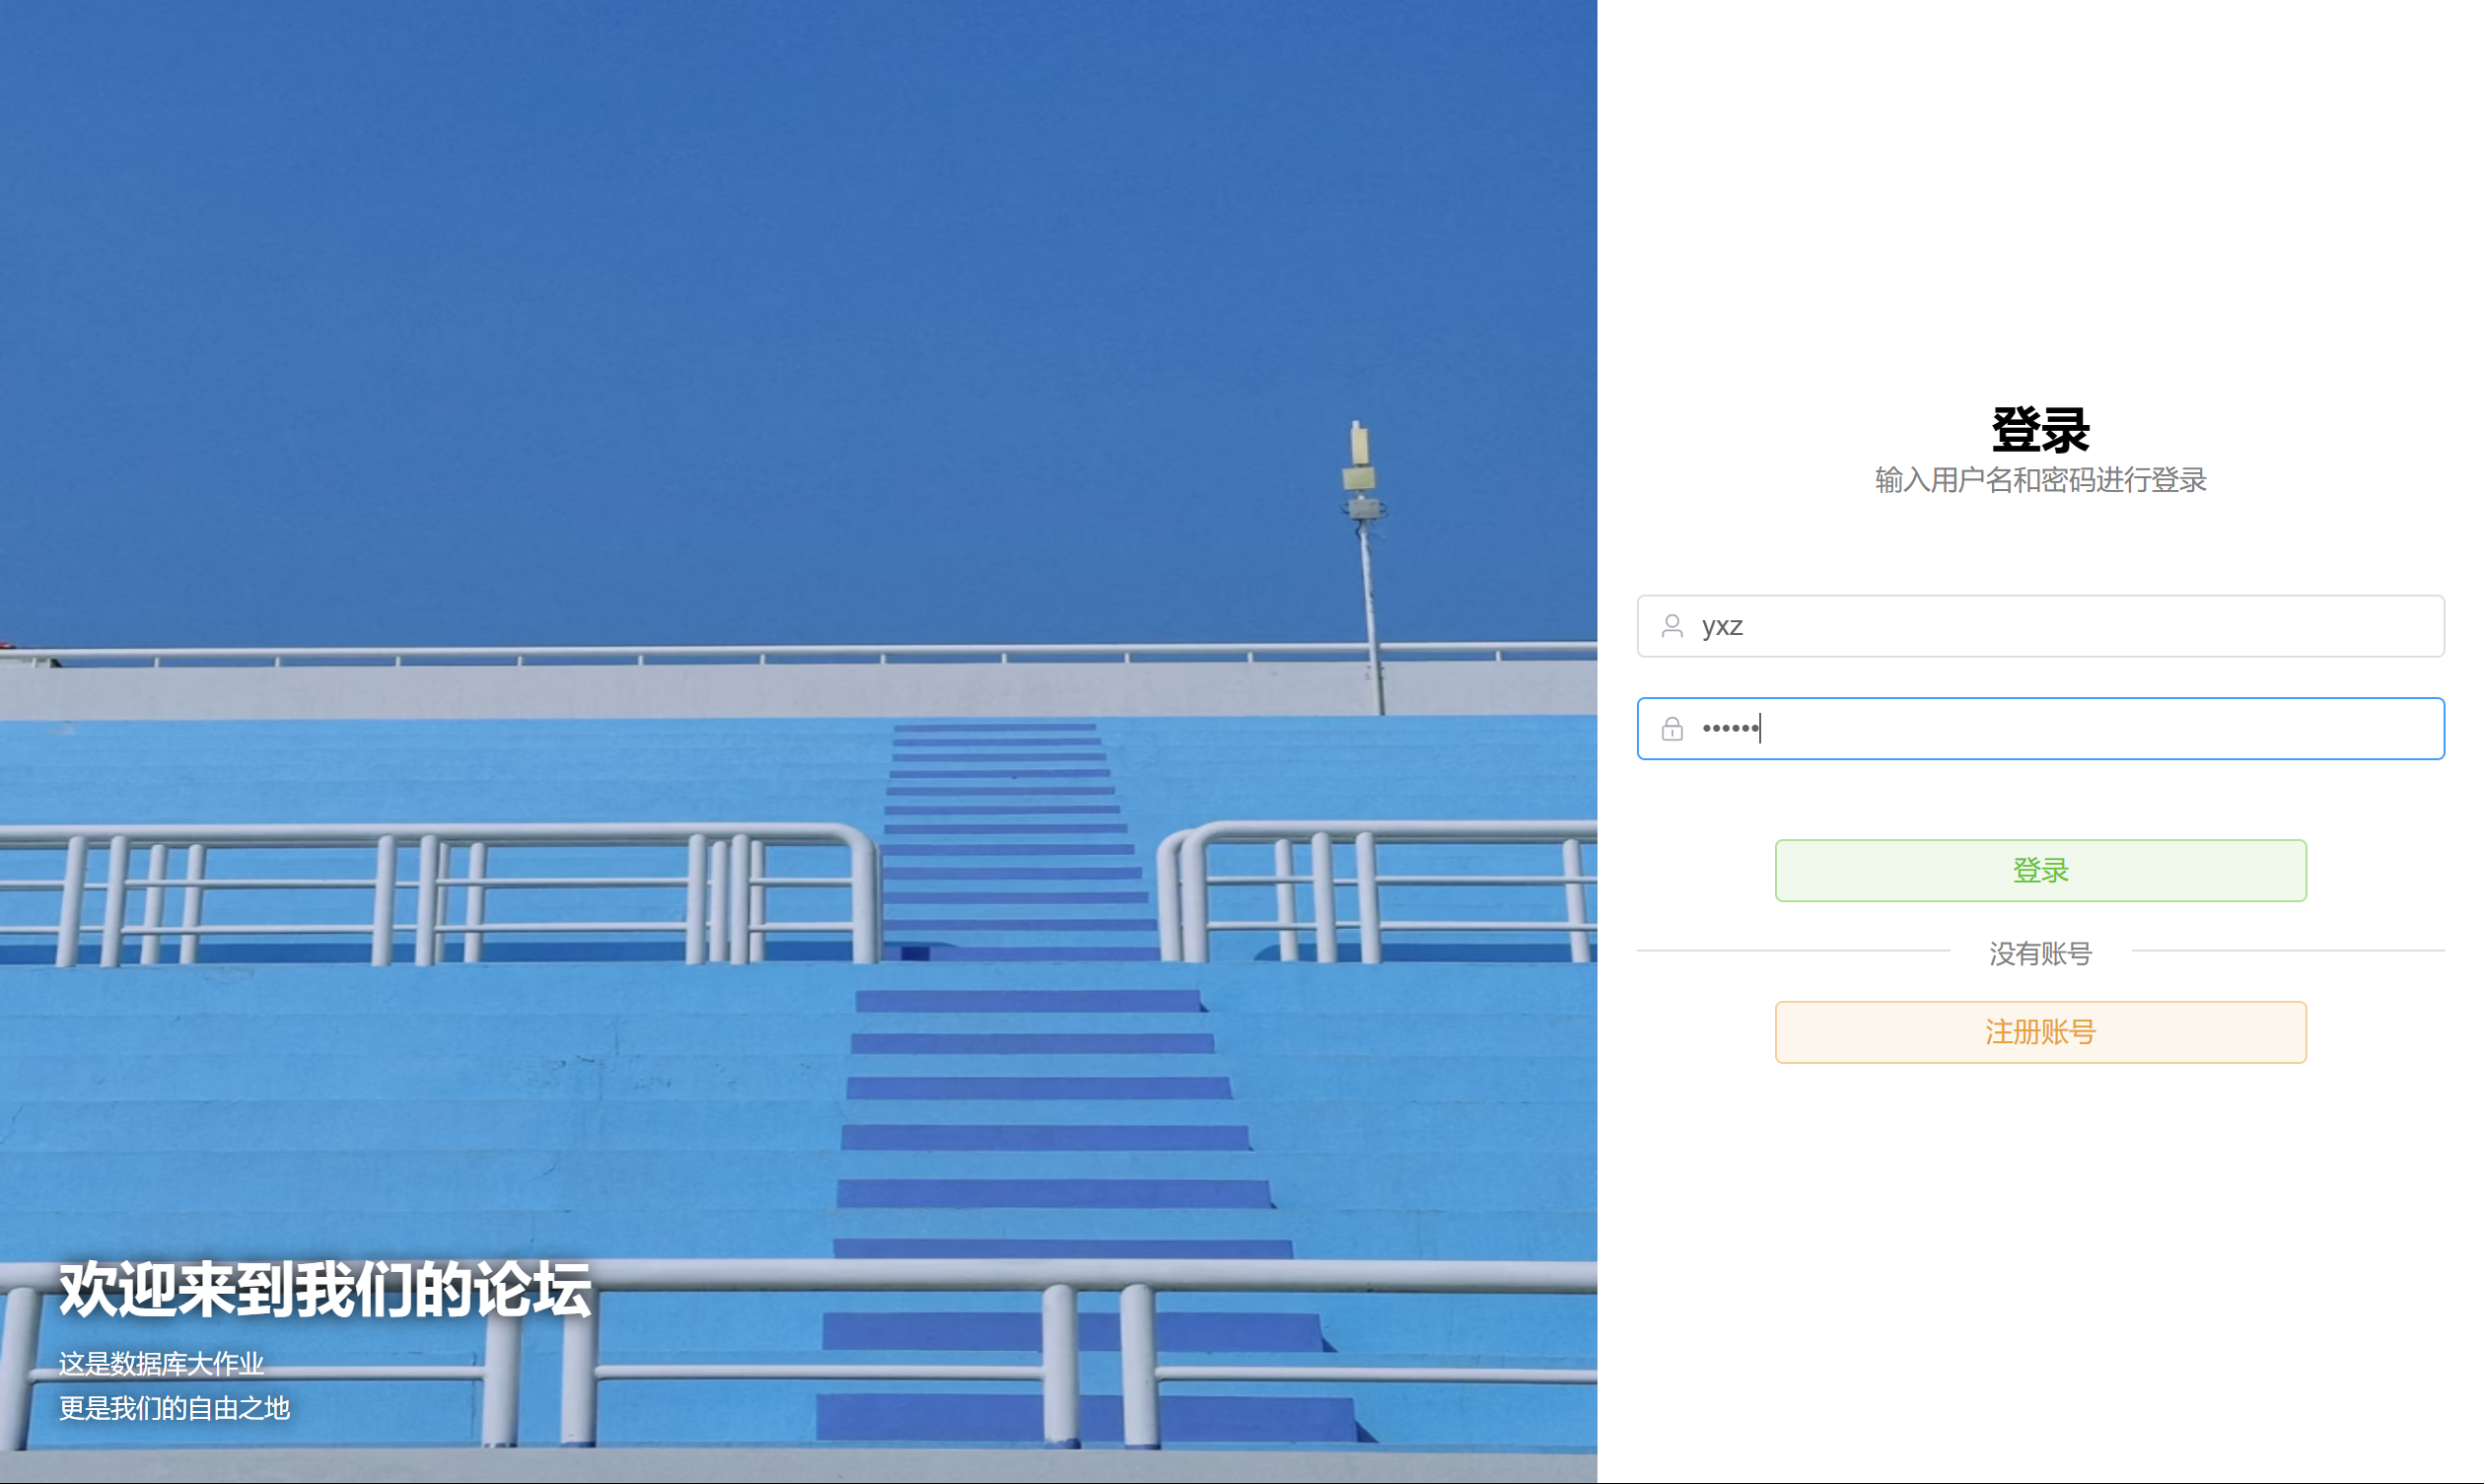 欢迎来到我们的论坛
这是数据库大作业
更是我们的自由之地
登录
输入用户名和密码进行登录
yxz
••••••
登录
没有账号
注册账号